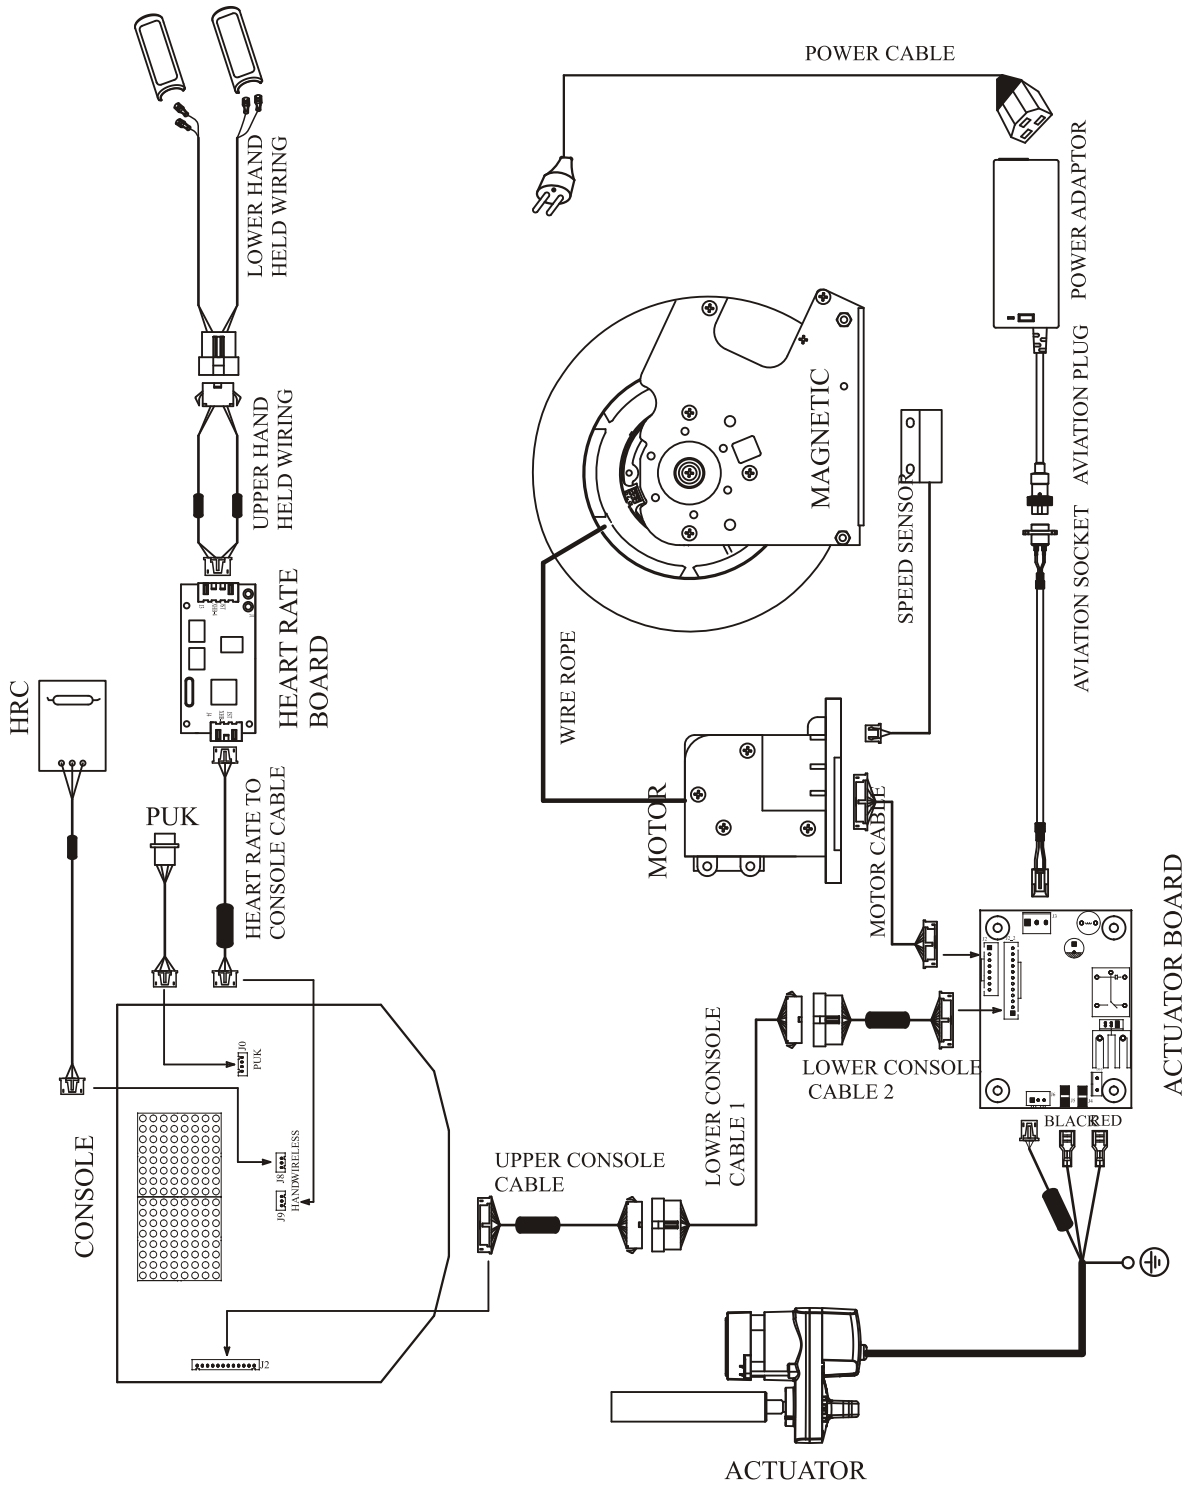 POWER CABLE
LOWER HAND
HELD WIRING
POWER ADAPTOR
UPPER HAND
HELD WIRING
AVIATION PLUG
MAGNETIC
SPEED SENSOR
AVIATION SOCKET
HEART RATE
BOARD
HRC
WIRE ROPE
PUK
HEART RATE TO
CONSOLE CABLE
MOTOR
MOTOR CABLE
ACTUATOR BOARD
J0
PUK
LOWER CONSOLE
CABLE 2
LOWER CONSOLE
CABLE 1
BLACK
RED
CONSOLE
J8
WIRELESS
J9
HAND
UPPER CONSOLE
CABLE
J2
ACTUATOR